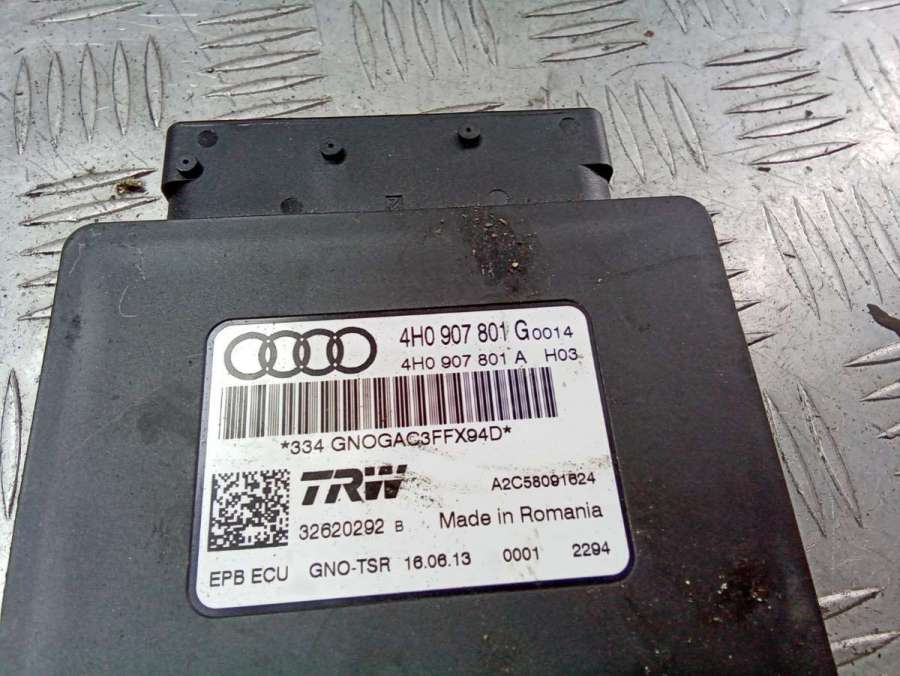 4H0 907 801 G 0014
4H0 907 801 A H03
*334 GNOGAC3FFX94D*
TRW A2C58091624
32620292 B Made in Romania
EPB ECU GNO-TSR 16.06.13 0001 2294